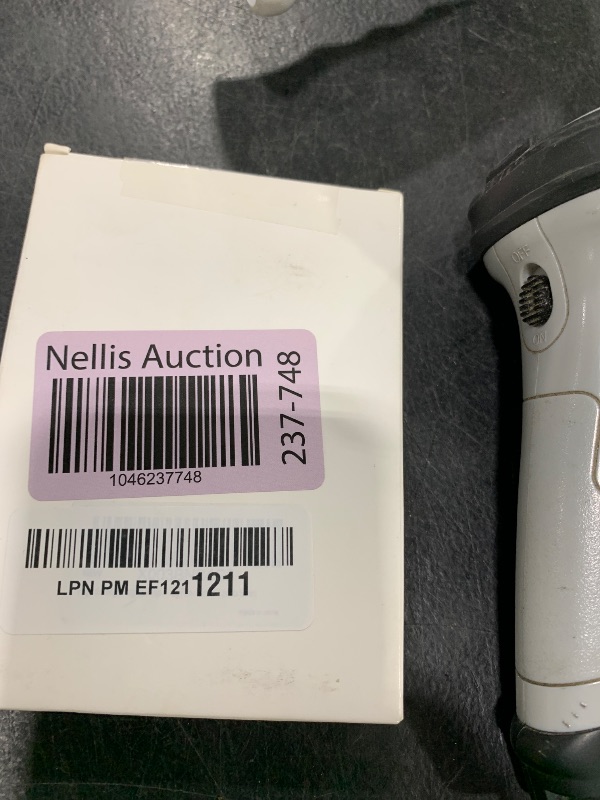 Nellis Auction
237-748
1046237748
LPN PM EF1211211
OFF
ON